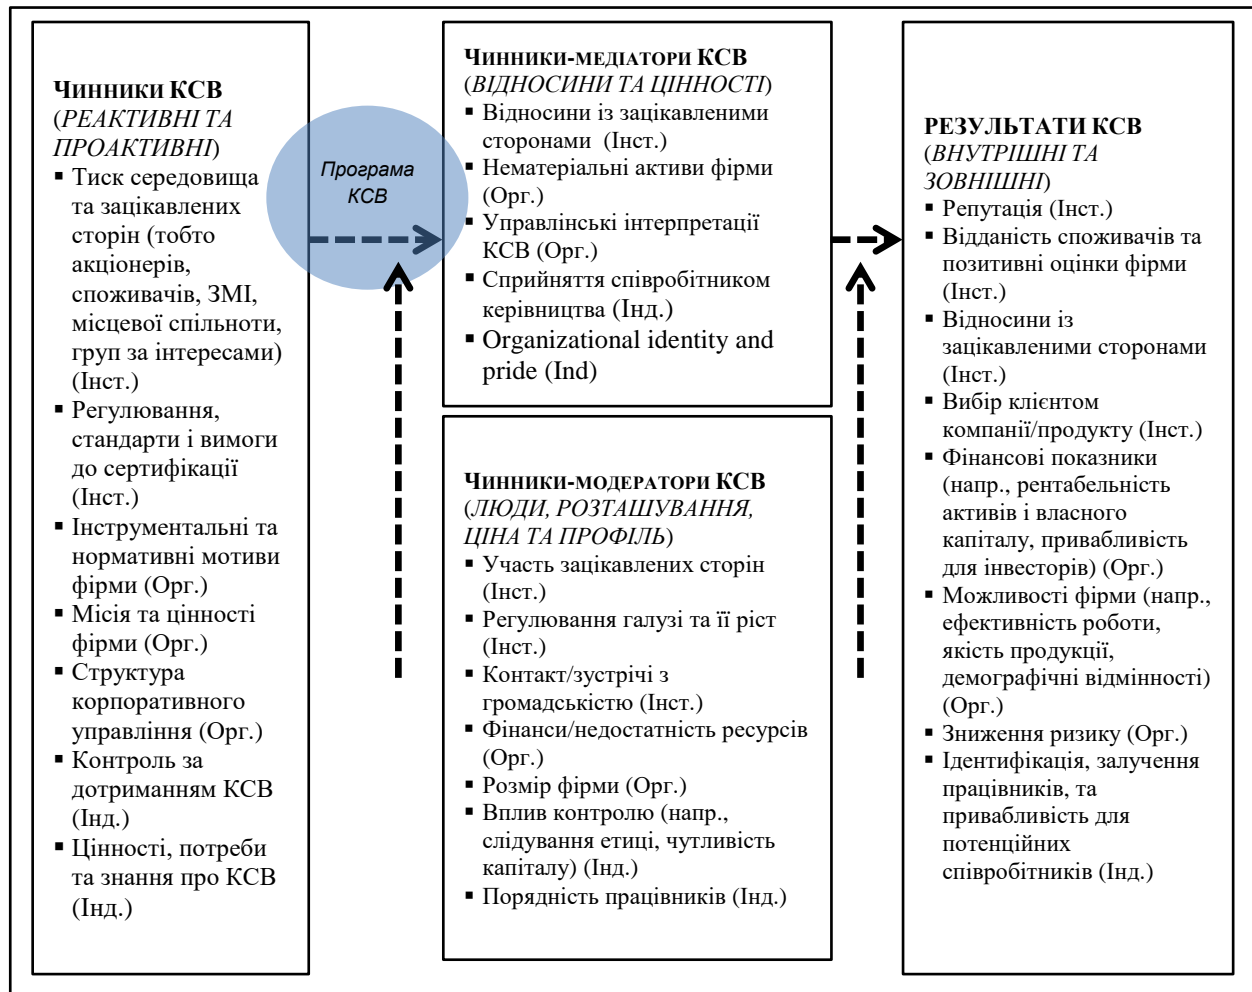 ЧИННИКИ КСВ
(РЕАКТИВНІ ТА
ПРОАКТИВНІ)
▪ Тиск середовища
та зацікавлених
сторін (тобто
акціонерів,
споживачів, ЗМІ,
місцевої спільноти,
груп за інтересами)
(Інст.)
▪ Регулювання,
стандарти і вимоги
до сертифікації
(Інст.)
▪ Інструментальні та
нормативні мотиви
фірми (Орг.)
▪ Місія та цінності
фірми (Орг.)
▪ Структура
корпоративного
управління (Орг.)
▪ Контроль за
дотриманням КСВ
(Інд.)
▪ Цінності, потреби
та знання про КСВ
(Інд.)
Програма
КСВ
ЧИННИКИ-МЕДІАТОРИ КСВ
(ВІДНОСИНИ ТА ЦІННОСТІ)
▪ Відносини із зацікавленими
сторонами (Інст.)
▪ Нематеріальні активи фірми
(Орг.)
▪ Управлінські інтерпретації
КСВ (Орг.)
▪ Сприйняття співробітником
керівництва (Інд.)
▪ Organizational identity and
pride (Ind)
ЧИННИКИ-МОДЕРАТОРИ КСВ
(ЛЮДИ, РОЗТАШУВАННЯ,
ЦІНА ТА ПРОФІЛЬ)
▪ Участь зацікавлених сторін
(Інст.)
▪ Регулювання галузі та її ріст
(Інст.)
▪ Контакт/зустрічі з
громадськістю (Інст.)
▪ Фінанси/недостатність ресурсів
(Орг.)
▪ Розмір фірми (Орг.)
▪ Вплив контролю (напр.,
слідування етиці, чутливість
капіталу) (Інд.)
▪ Порядність працівників (Інд.)
РЕЗУЛЬТАТИ КСВ
(ВНУТРІШНІ ТА
ЗОВНІШНІ)
▪ Репутація (Інст.)
▪ Відданість споживачів та
позитивні оцінки фірми
(Інст.)
▪ Відносини із
зацікавленими сторонами
(Інст.)
▪ Вибір клієнтом
компанії/продукту (Інст.)
▪ Фінансові показники
(напр., рентабельність
активів і власного
капіталу, привабливість
для інвесторів) (Орг.)
▪ Можливості фірми (напр.,
ефективність роботи,
якість продукції,
демографічні відмінності)
(Орг.)
▪ Зниження ризику (Орг.)
▪ Ідентифікація, залучення
працівників, та
привабливість для
потенційних
співробітників (Інд.)